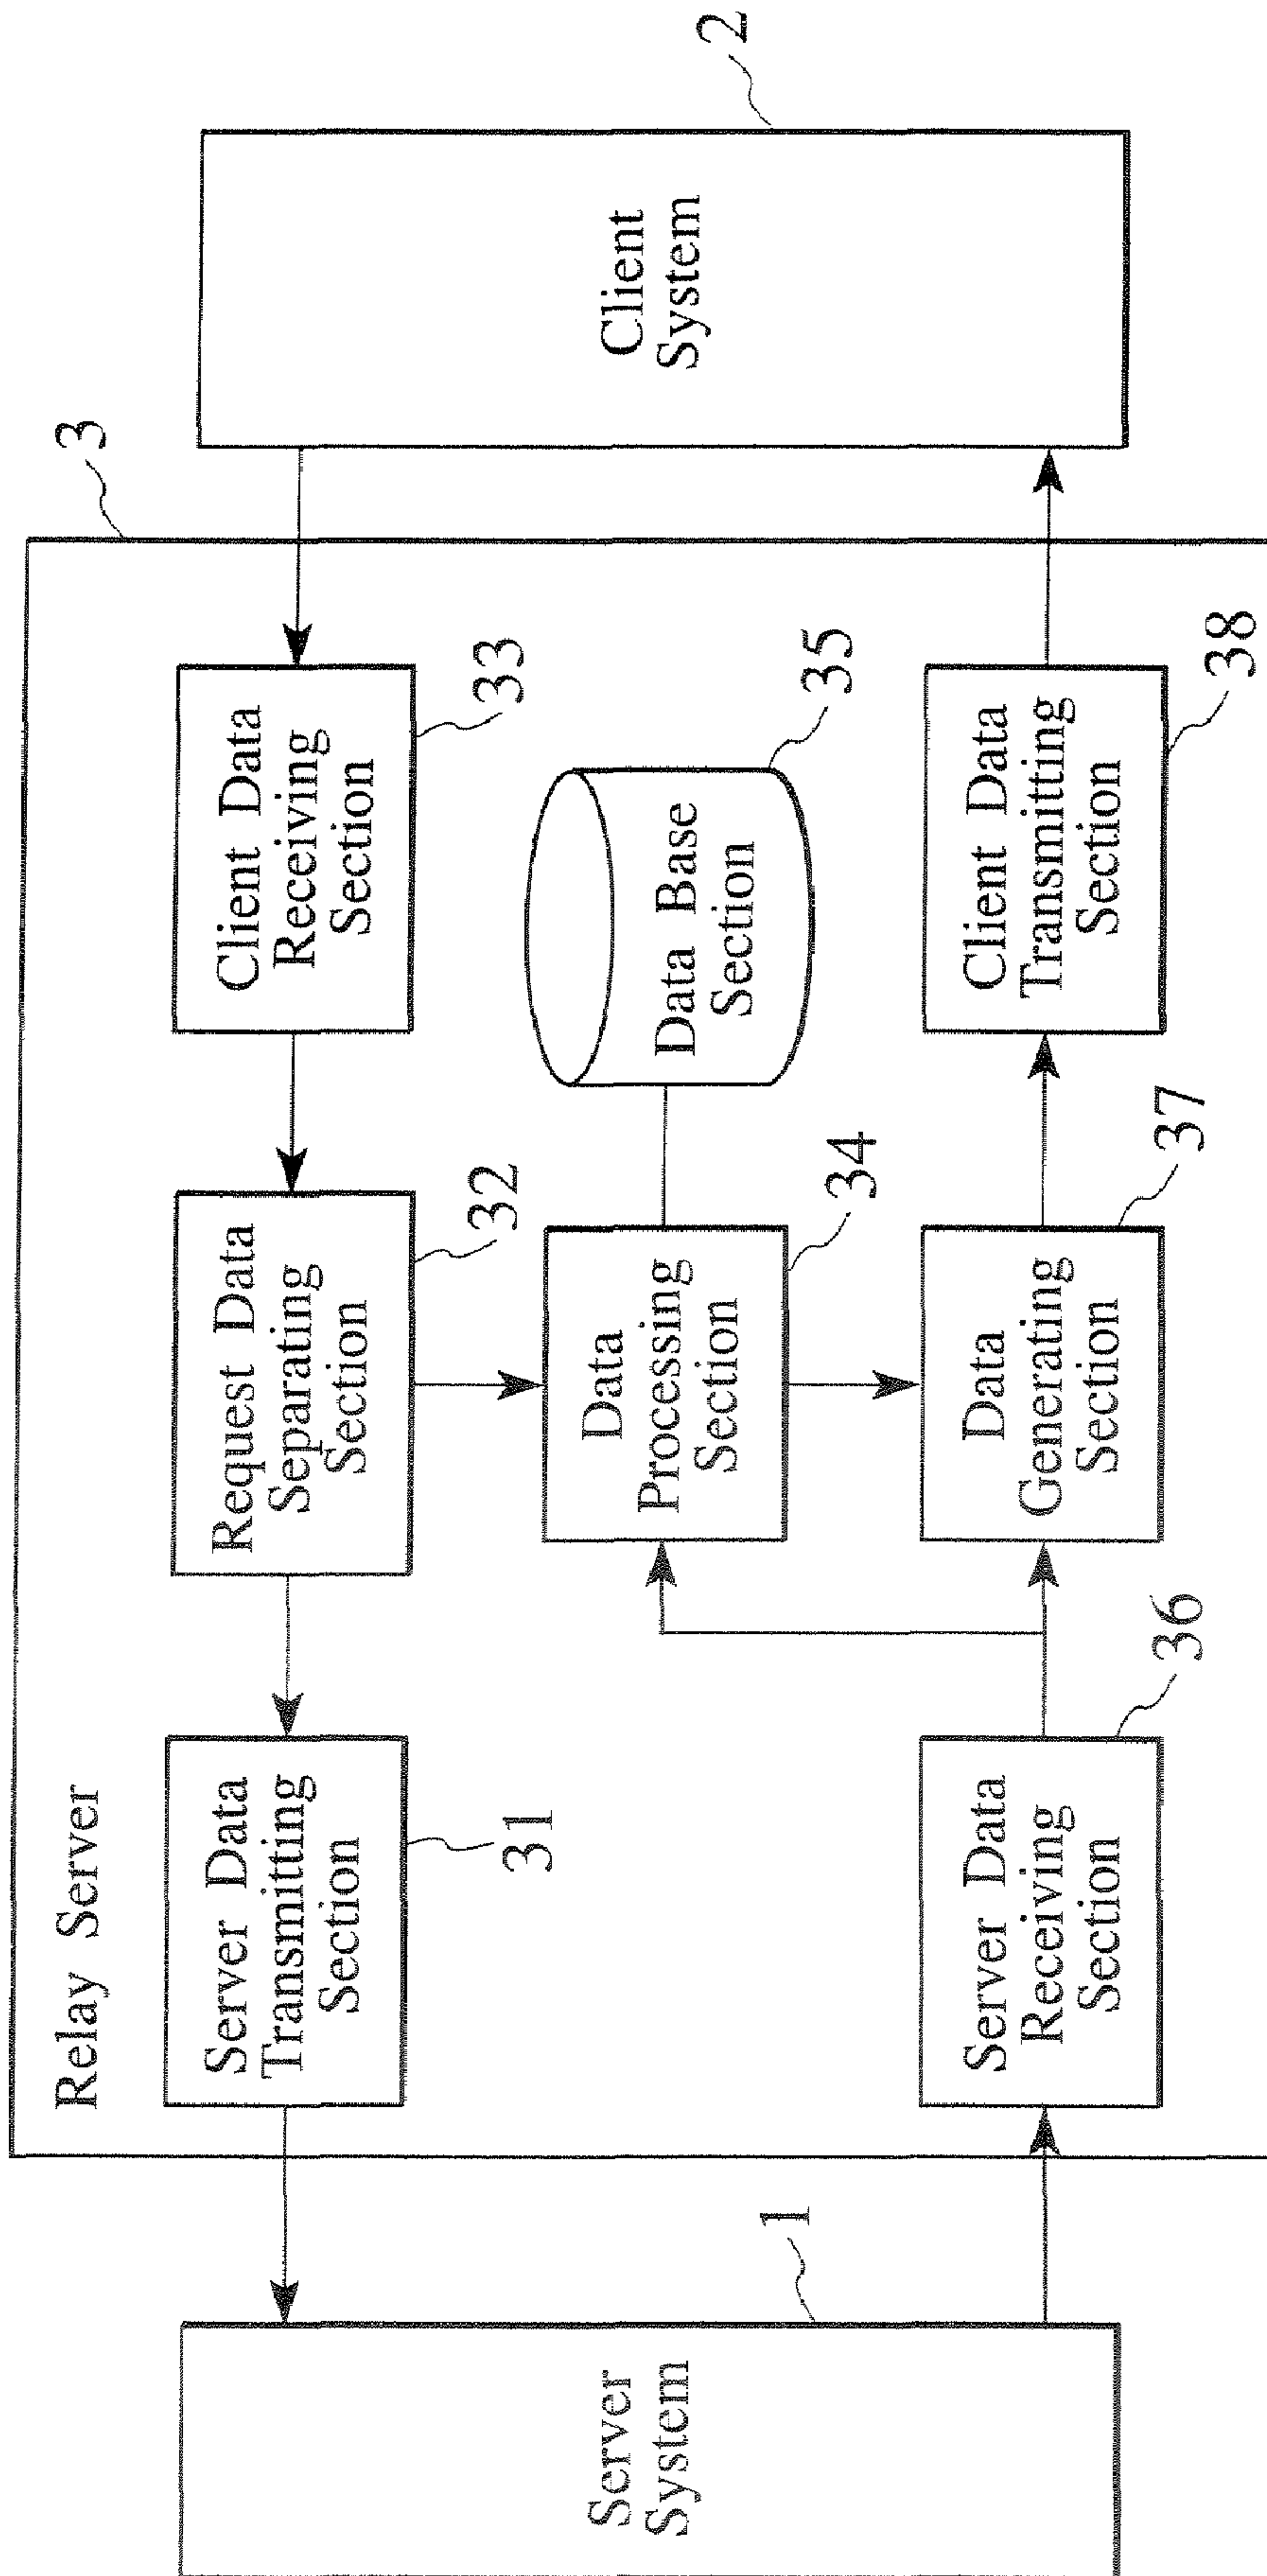 Relay Server
3
Server
System
1
Server Data
Transmitting
Section
31
Request Data
Separating
Section
32
Client Data
Receiving
Section
33
Data
Processing
Section
34
Data Base
Section
35
Server Data
Receiving
Section
36
Data
Generating
Section
37
Client Data
Transmitting
Section
38
Client
System
2